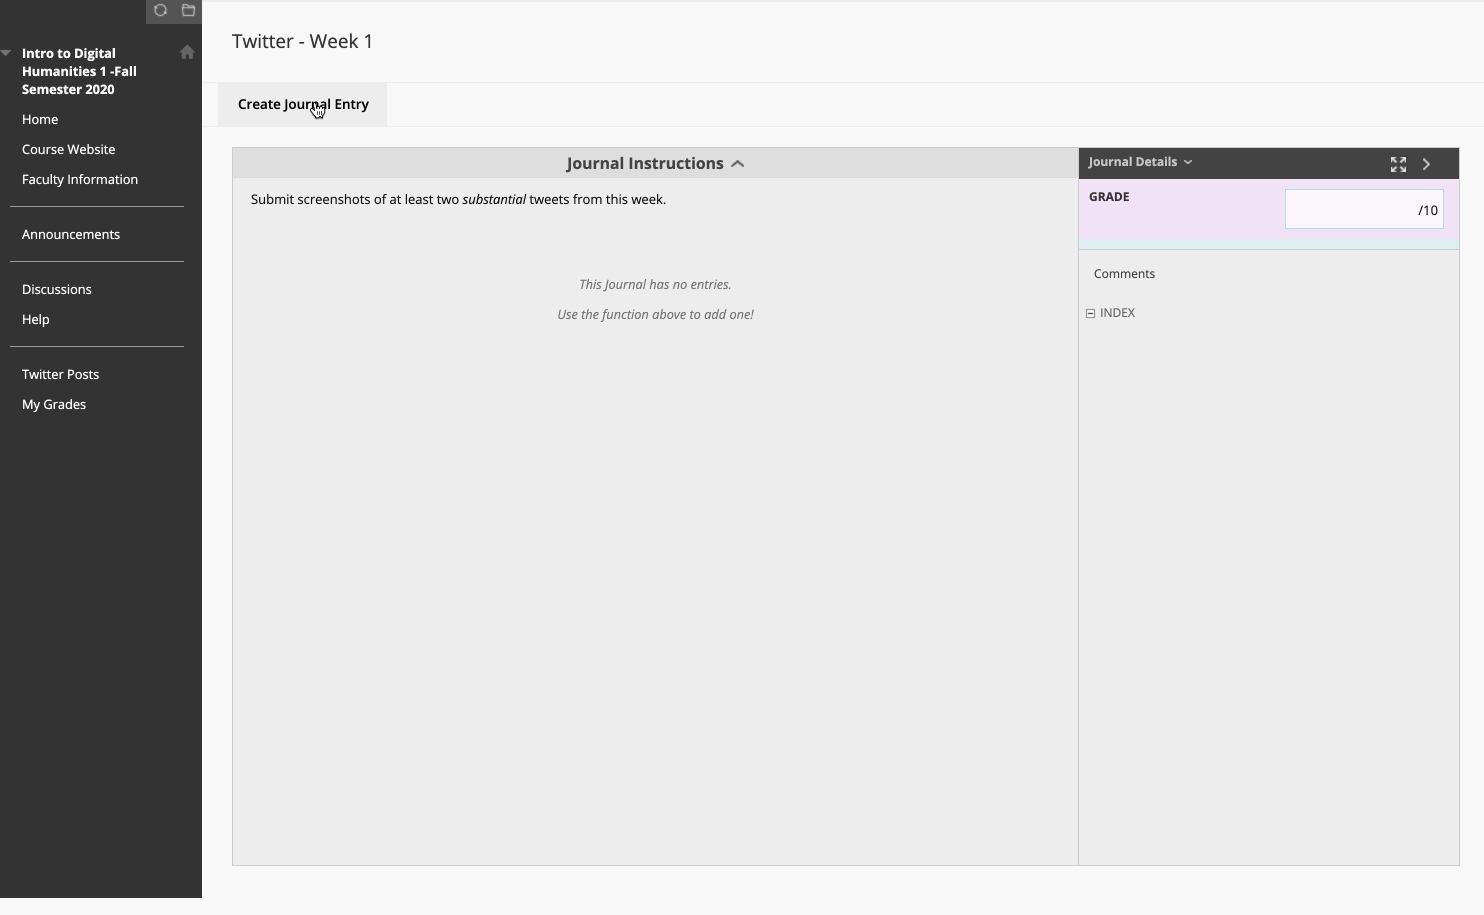 Intro to Digital
Humanities 1 -Fall
Semester 2020
Home
Course Website
Faculty Information
Announcements
Discussions
Help
Twitter Posts
My Grades
Twitter - Week 1
Create Journal Entry
Journal Instructions
Submit screenshots of at least two substantial tweets from this week.
This Journal has no entries.
Use the function above to add one!
Journal Details
GRADE
/10
Comments
INDEX